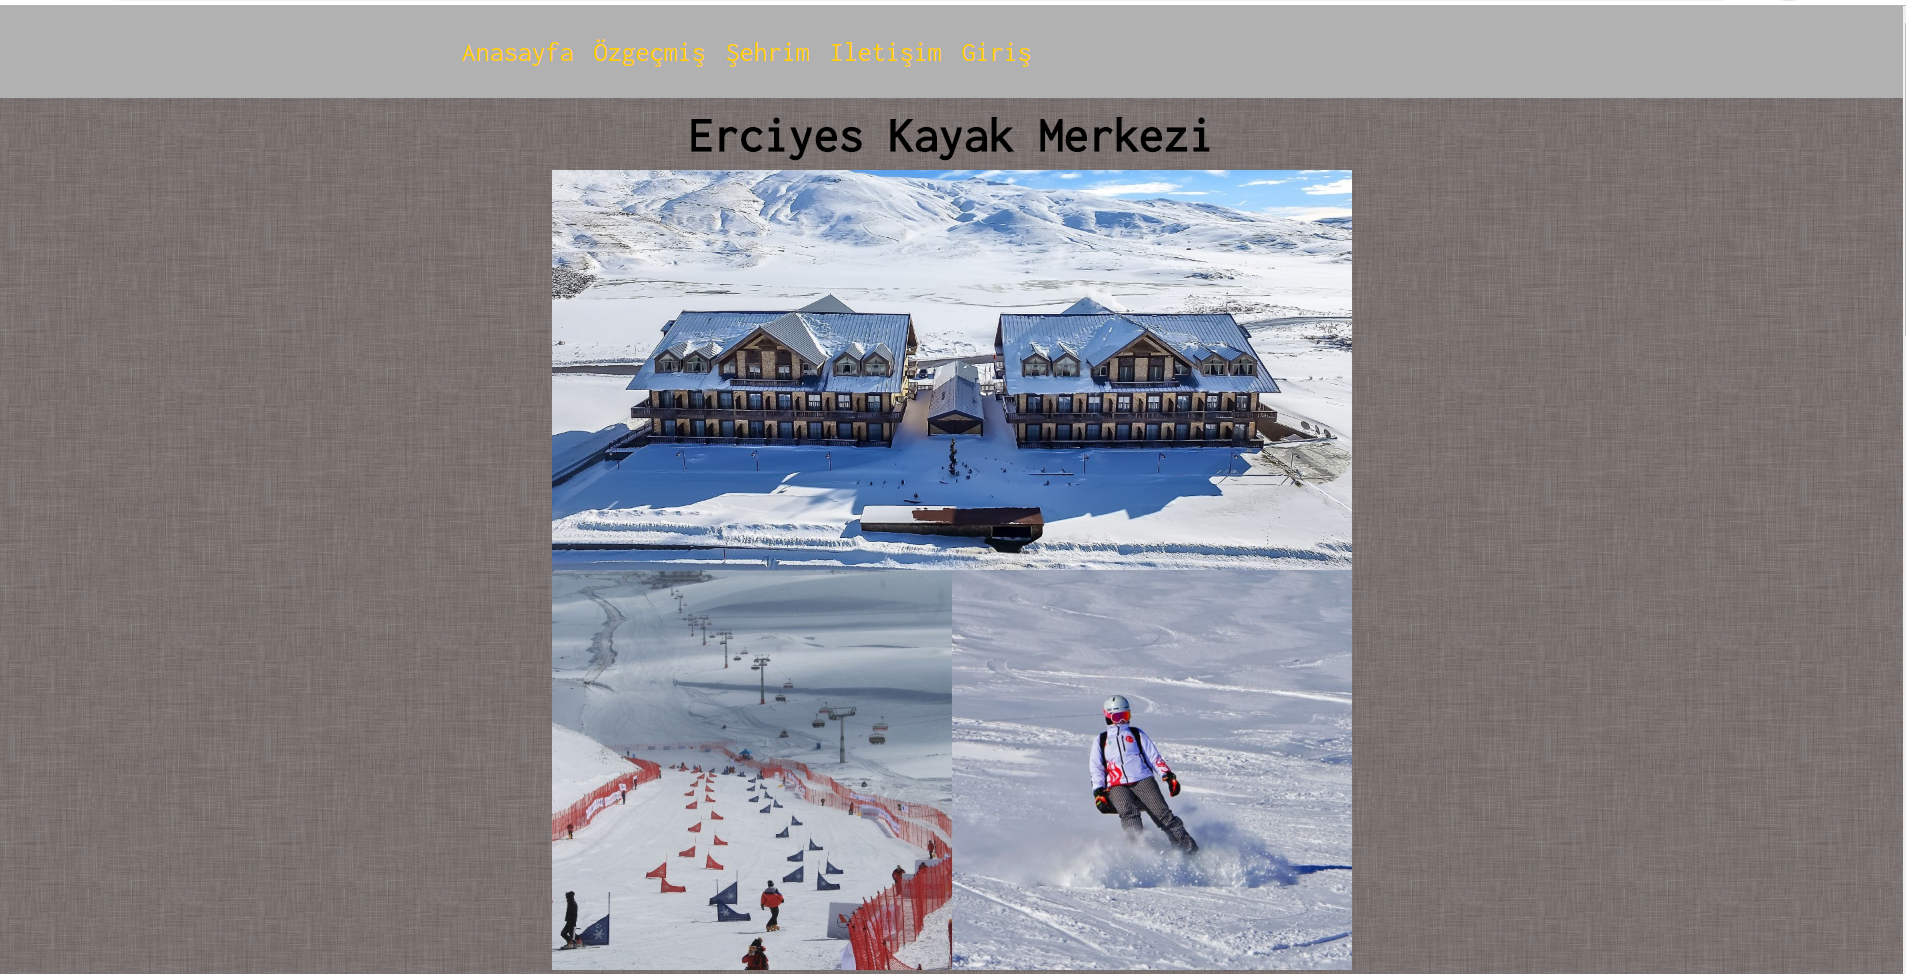 Anasayfa Özgeçmiş Şehrim Iletişim Giriş
Erciyes Kayak Merkezi